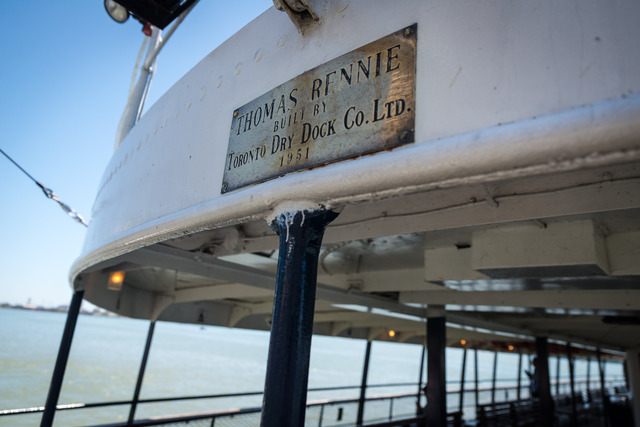 THOMAS RENNIE
BUILT BY
TORONTO DRY DOCK CO. LTD.
1951